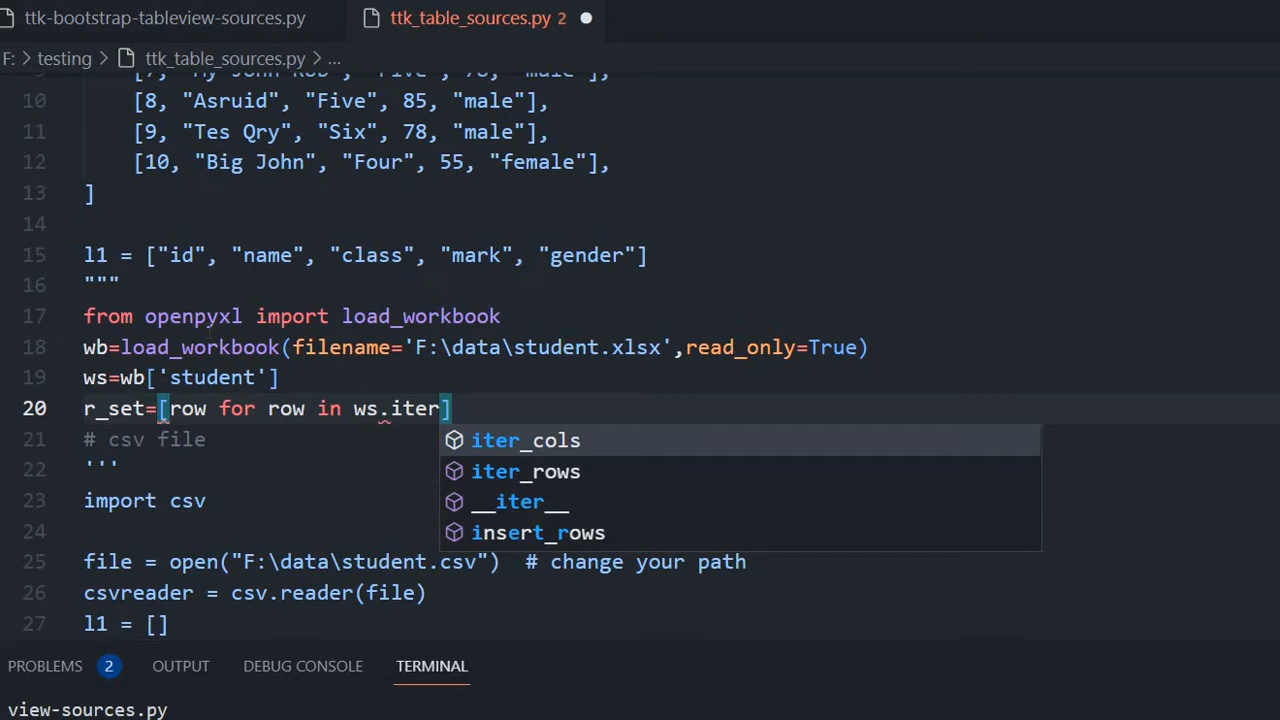 ttk-bootstrap-tableview-sources.py
ttk_table_sources.py 2
F: > testing > ttk_table_sources.py > ...
10 [8, "Asruid", "Five", 85, "male"],
11 [9, "Tes Qry", "Six", 78, "male"],
12 [10, "Big John", "Four", 55, "female"],
13 ]
14
15 l1 = ["id", "name", "class", "mark", "gender"]
16 """
17 from openpyxl import load_workbook
18 wb=load_workbook(filename='F:\data\student.xlsx',read_only=True)
19 ws=wb['student']
20 r_set=[row for row in ws.iter]
21 # csv file
iter_cols
22 '''
iter_rows
23 import csv
__iter__
24
insert_rows
25 file = open("F:\data\student.csv")  # change your path
26 csvreader = csv.reader(file)
27 l1 = []
PROBLEMS 2 OUTPUT DEBUG CONSOLE TERMINAL
view-sources.py